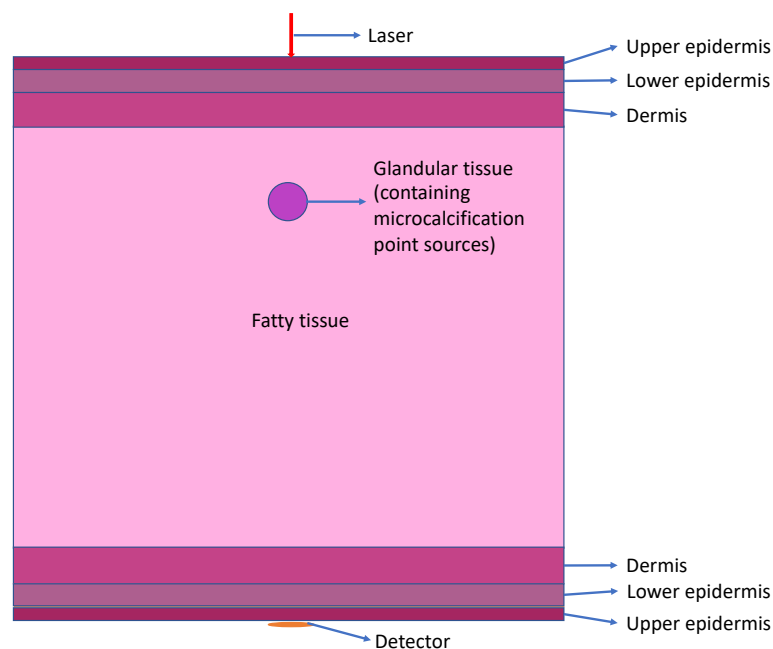 Laser
Upper epidermis
Lower epidermis
Dermis
Glandular tissue
(containing
microcalcification
point sources)
Fatty tissue
Dermis
Lower epidermis
Upper epidermis
Detector